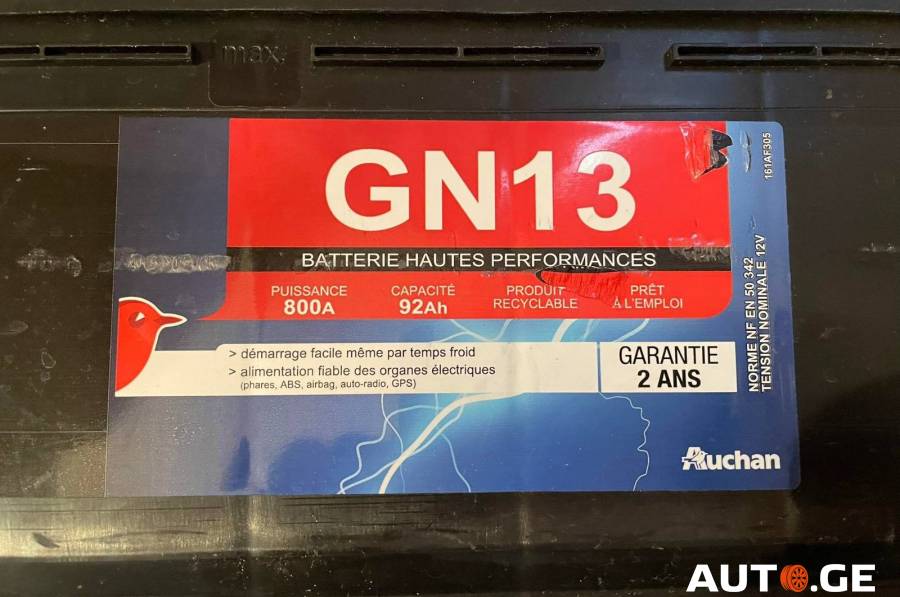 max.
GN13
161AF305
BATTERIE HAUTES PERFORMANCES
PUISSANCE
800A
CAPACITÉ
92Ah
PRODUIT
RECYCLABLE
PRÊT
À L'EMPLOI
> démarrage facile même par temps froid
> alimentation fiable des organes électriques
(phares, ABS, airbag, auto-radio, GPS)
GARANTIE
2 ANS
NORME NF EN 50 342
TENSION NOMINALE 12V
Auchan
AUTO.GE